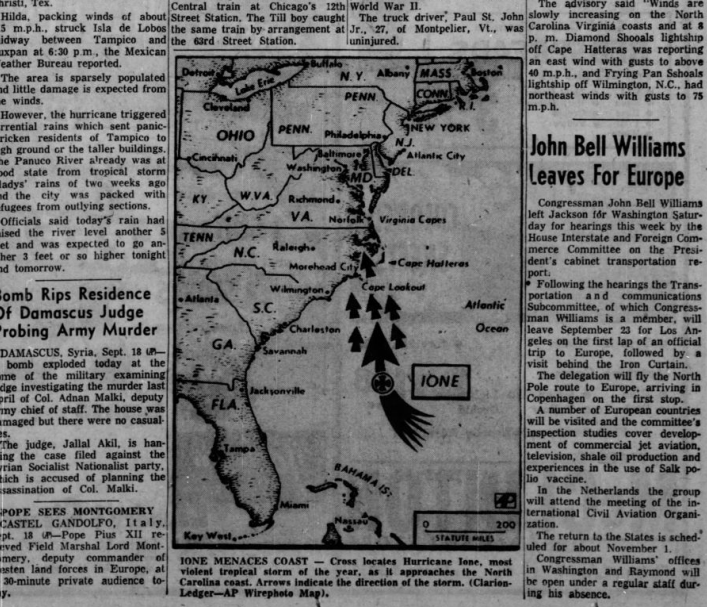 hristi, Tex.
Hilda, packing winds of about
5 m.p.h., struck Isla de Lobos
idway between Tampico and
uxpan at 6:30 p.m., the Mexican
eather Bureau reported.
The area is sparsely populated
nd little damage is expected from
e winds.
However, the hurricane triggered
rrential rains which sent panic-
ricken residents of Tampico to
gh ground or the taller buildings.
he Panuco River already was at
ood state from tropical storm
ladys' rains of two weeks ago
nd the city was packed with
fugees from outlying sections.
Officials said today's rain had
ised the river level another 5
et and was expected to go an-
her 3 feet or so higher tonight
nd tomorrow.
Bomb Rips Residence
Of Damascus Judge
Probing Army Murder
DAMASCUS, Syria, Sept. 18 (AP)—
bomb exploded today at the
ome of the military examining
dge investigating the murder last
pril of Col. Adnan Malki, deputy
rmy chief of staff. The house was
amaged but there were no casual-
es.
The judge, Jallal Akil, is han-
ing the case filed against the
yrian Socialist Nationalist party,
hich is accused of planning the
ssassination of Col. Malki.
POPE SEES MONTGOMERY
CASTEL GANDOLFO, Italy,
ept. 18 (AP)—Pope Pius XII re-
eved Field Marshal Lord Mont-
mery, deputy commander of
esten land forces in Europe, at
30-minute private audience to-
y.
Central train at Chicago's 12th
Street Station. The Till boy caught
the same train by arrangement at
the 63rd Street Station.
World War II.
The truck driver, Paul St. John
Jr., 27, of Montpelier, Vt., was
uninjured.
Detroit
Lake Erie
Buffalo
N.Y.
Albany
MASS
Boston
Cleveland
PENN.
CONN.
R.I.
OHIO
PENN.
NEW YORK
Philadelphia
N.J.
Cincinnati
Baltimore
Atlantic City
Washington
MD
DEL.
KY.
W.VA.
Richmond
VA.
Norfolk
Virginia Capes
TENN
N.C.
Raleigh
Cape Hatteras
Morehead City
Wilmington
Cape Lookout
Atlanta
S.C.
Atlantic
Ocean
Charleston
GA.
Savannah
IONE
Jacksonville
FLA.
Tampa
BAHAMA IS.
Miami
Nassau
AP
Key West
0 200
STATUTE MILES
IONE MENACES COAST — Cross locates Hurricane Ione, most
violent tropical storm of the year, as it approaches the North
Carolina coast. Arrows indicate the direction of the storm. (Clarion-
Ledger—AP Wirephoto Map).
The advisory said "Winds are
slowly increasing on the North
Carolina Virginia coasts and at 8
p. m. Diamond Shooals lightship
off Cape Hatteras was reporting
an east wind with gusts to above
40 m.p.h., and Frying Pan Sahoals
lightship off Wilmington, N.C., had
northeast winds with gusts to 75
m.p.h.
John Bell Williams
Leaves For Europe
Congressman John Bell Williams
left Jackson for Washington Satur-
day for hearings this week by the
House Interstate and Foreign Com-
merce Committee on the Presi-
dent's cabinet transportation re-
port.
Following the hearings the Trans-
portation and communications
Subcommittee, of which Congress-
man Williams is a member, will
leave September 23 for Los An-
geles on the first lap of an official
trip to Europe, followed by a
visit behind the Iron Curtain.
The delegation will fly the North
Pole route to Europe, arriving in
Copenhagen on the first stop.
A number of European countries
will be visited and the committee's
inspection studies cover develop-
ment of commercial jet aviation,
television, shale oil production and
experiences in the use of Salk po-
lio vaccine.
In the Netherlands the group
will attend the meeting of the in-
ternational Civil Aviation Organi-
zation.
The return to the States is sched-
uled for about November 1.
Congressman Williams' offices
in Washington and Raymond will
be open under a regular staff dur-
ing his absence.